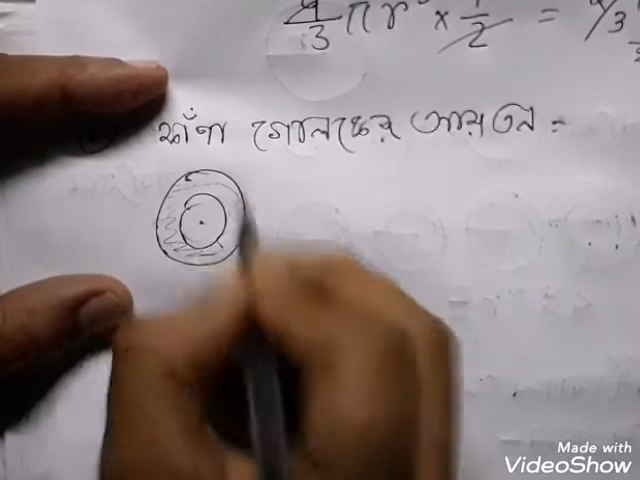 4/3 πr³ × 1/2 = 2/3
ফাঁপা গোলকের আয়তন =
Made with
VideoShow